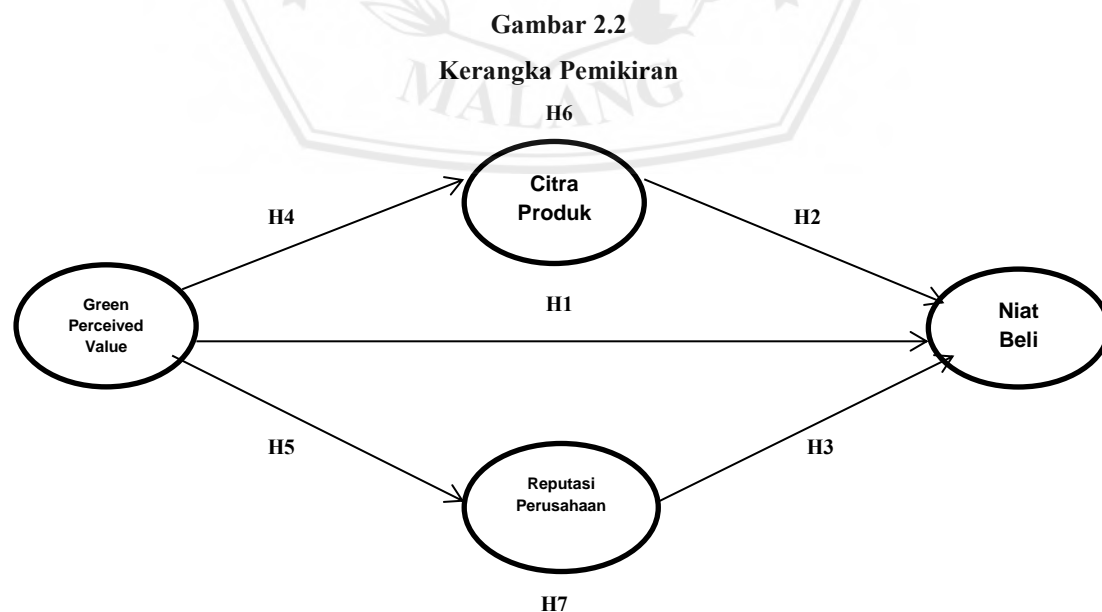 Gambar 2.2
Kerangka Pemikiran
MALANG
H6
Citra
Produk
H4
H2
H1
Green
Perceived
Value
Niat
Beli
H5
H3
Reputasi
Perusahaan
H7